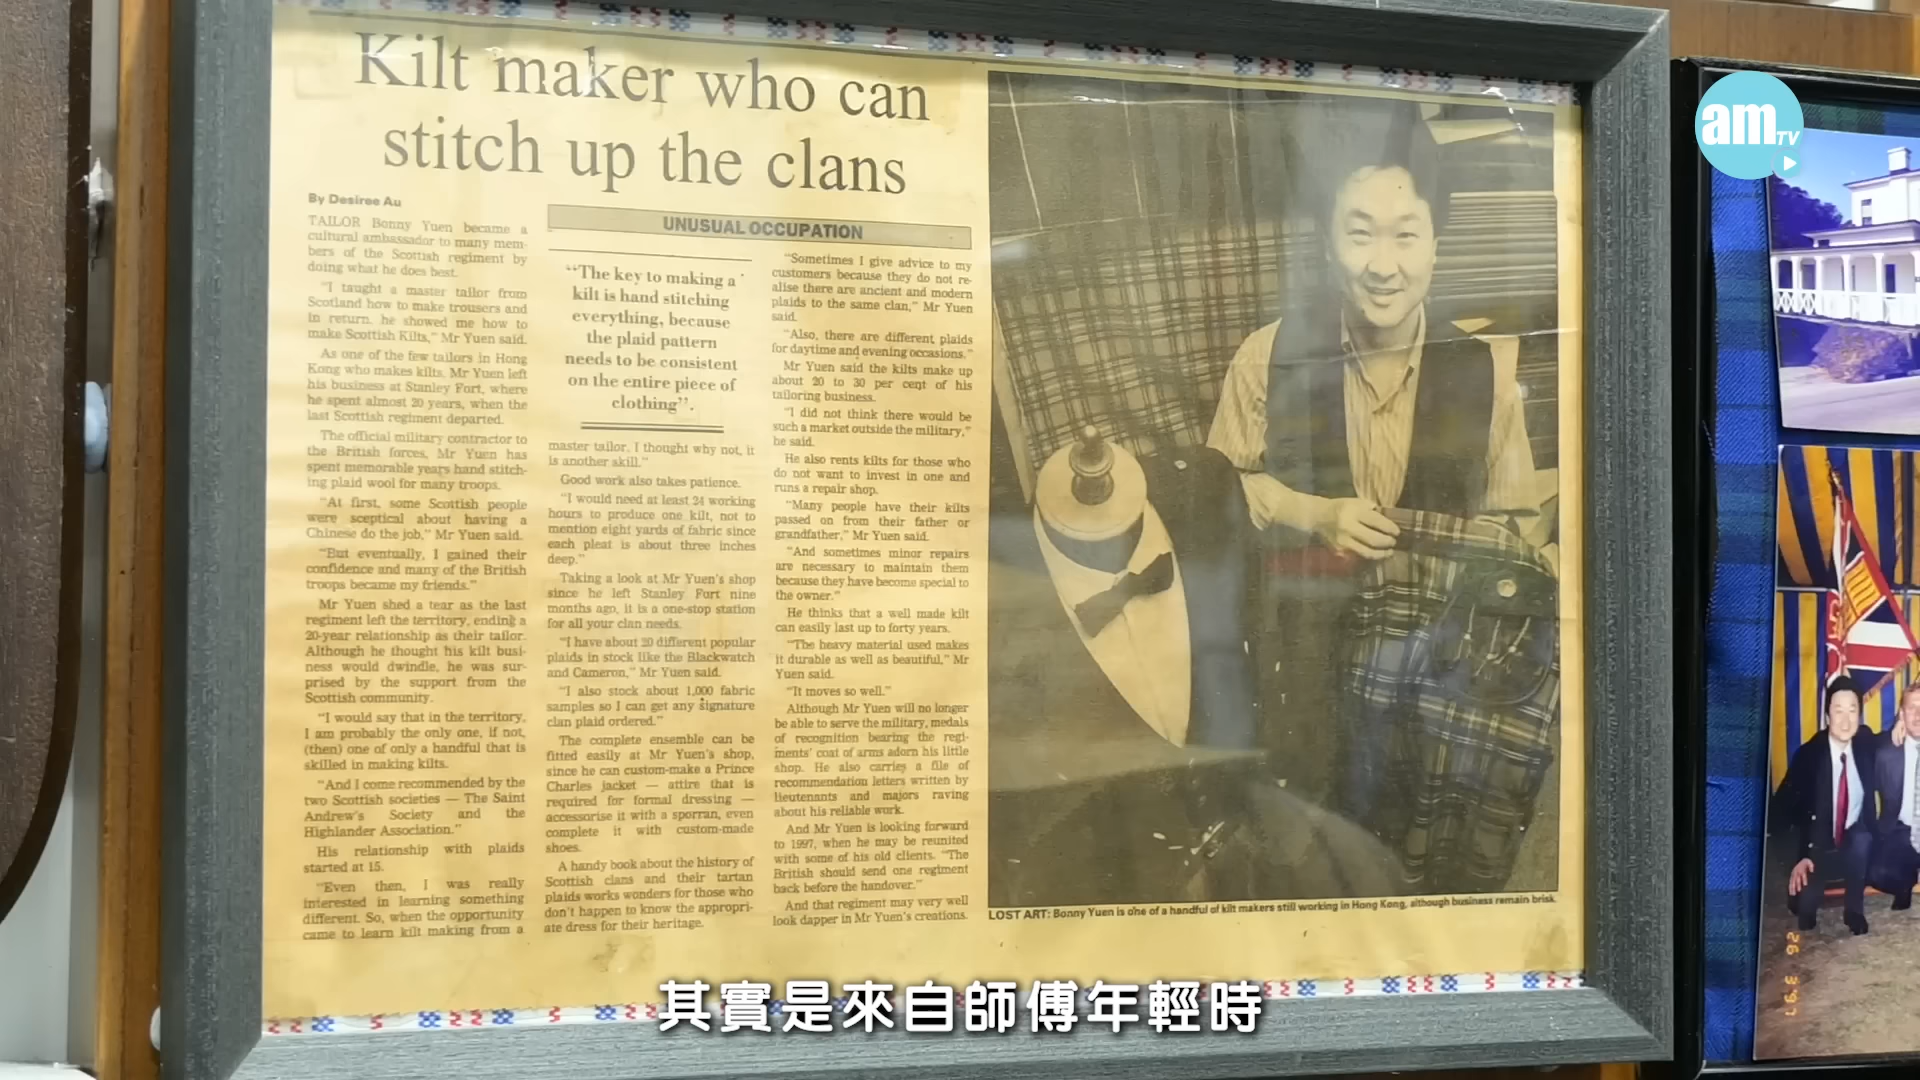 Kilt maker who can
stitch up the clans
By Desiree Au
TAILOR Bonny Yuen became a
cultural ambassador to many mem-
bers of the Scottish regiment by
doing what he does best.
"I taught a master tailor from
Scotland how to make trousers and
in return, he showed me how to
make Scottish Kilts," Mr Yuen said.
As one of the few tailors in Hong
Kong who makes kilts, Mr Yuen left
his business at Stanley Fort, where
he spent almost 20 years, when the
last Scottish regiment departed.
The official military contractor to
the British forces, Mr Yuen has
spent memorable years hand stitch-
ing plaid wool for many troops.
"At first, some Scottish people
were sceptical about having a
Chinese do the job," Mr Yuen said.
"But eventually, I gained their
confidence and many of the British
troops became my friends."
Mr Yuen shed a tear as the last
regiment left the territory, ending a
20-year relationship as their tailor.
Although he thought his kilt busi-
ness would dwindle, he was sur-
prised by the support from the
Scottish community.
"I would say that in the territory,
I am probably the only one, if not,
(then) one of only a handful that is
skilled in making kilts.
"And I come recommended by the
two Scottish societies — The Saint
Andrew's Society and the
Highlander Association."
His relationship with plaids
started at 15.
"Even then, I was really
interested in learning something
different. So, when the opportunity
came to learn kilt making from a
UNUSUAL OCCUPATION
"The key to making a
kilt is hand stitching
everything, because
the plaid pattern
needs to be consistent
on the entire piece of
clothing".
master tailor, I thought why not, it
is another skill."
Good work also takes patience.
"I would need at least 24 working
hours to produce one kilt, not to
mention eight yards of fabric since
each pleat is about three inches
deep."
Taking a look at Mr Yuen's shop
since he left Stanley Fort nine
months ago, it is a one-stop station
for all your clan needs.
"I have about 20 different popular
plaids in stock like the Blackwatch
and Cameron," Mr Yuen said.
"I also stock about 1,000 fabric
samples so I can get any signature
clan plaid ordered."
The complete ensemble can be
fitted easily at Mr Yuen's shop,
since he can custom-make a Prince
Charles jacket — attire that is
required for formal dressing —
accessorise it with a sporran, even
complete it with custom-made
shoes.
A handy book about the history of
Scottish clans and their tartan
plaids works wonders for those who
don't happen to know the appropri-
ate dress for their heritage.
"Sometimes I give advice to my
customers because they do not re-
alise there are ancient and modern
plaids to the same clan," Mr Yuen
said.
"Also, there are different plaids
for daytime and evening occasions."
Mr Yuen said the kilts make up
about 20 to 30 per cent of his
tailoring business.
"I did not think there would be
such a market outside the military,"
he said.
He also rents kilts for those who
do not want to invest in one and
runs a repair shop.
"Many people have their kilts
passed on from their father or
grandfather," Mr Yuen said.
"And sometimes minor repairs
are necessary to maintain them
because they have become special to
the owner."
He thinks that a well made kilt
can easily last up to forty years.
"The heavy material used makes
it durable as well as beautiful," Mr
Yuen said.
"It moves so well."
Although Mr Yuen will no longer
be able to serve the military, medals
of recognition bearing the regi-
ments' coat of arms adorn his little
shop. He also carries a file of
recommendation letters written by
lieutenants and majors raving
about his reliable work.
And Mr Yuen is looking forward
to 1997, when he may be reunited
with some of his old clients. "The
British should send one regiment
back before the handover."
And that regiment may very well
look dapper in Mr Yuen's creations.
LOST ART: Bonny Yuen is one of a handful of kilt makers still working in Hong Kong, although business remain brisk.
am TV
26 3'97
其實是來自師傅年輕時